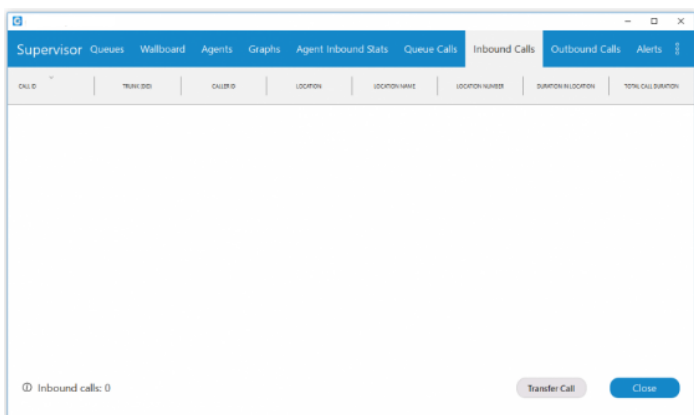 Supervisor Queues Wallboard Agents Graphs Agent Inbound Stats Queue Calls Inbound Calls Outbound Calls Alerts
CALL ID TRUNK (DID) CALLER ID LOCATION LOCATION NAME LOCATION NUMBER DURATION IN LOCATION TOTAL CALL DURATION
Inbound calls: 0 Transfer Call Close